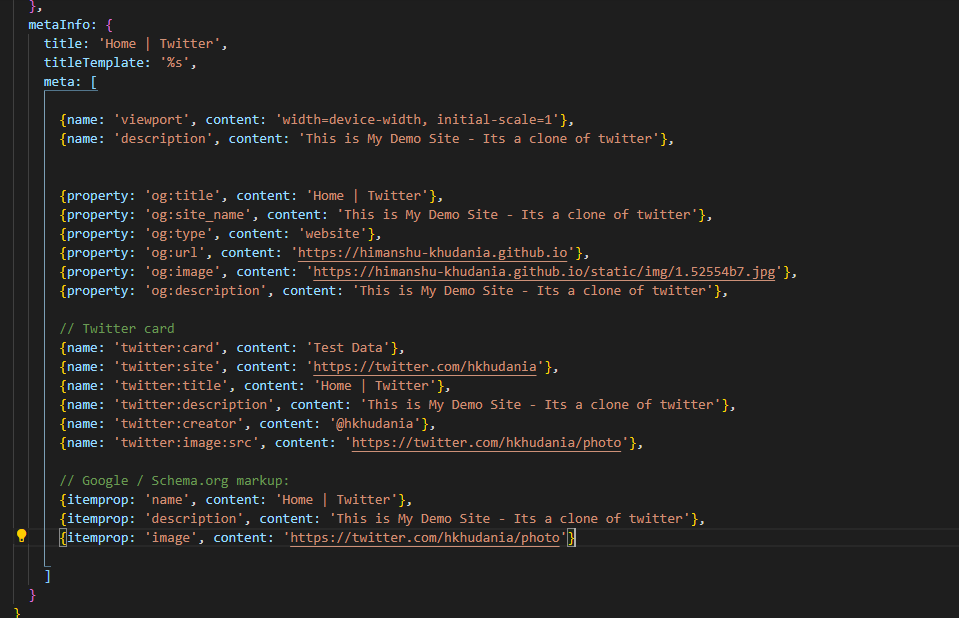 },
metaInfo: {
title: 'Home | Twitter',
titleTemplate: '%s',
meta: [
{name: 'viewport', content: 'width=device-width, initial-scale=1'},
{name: 'description', content: 'This is My Demo Site - Its a clone of twitter'},
{property: 'og:title', content: 'Home | Twitter'},
{property: 'og:site_name', content: 'This is My Demo Site - Its a clone of twitter'},
{property: 'og:type', content: 'website'},
{property: 'og:url', content: 'https://himanshu-khudania.github.io'},
{property: 'og:image', content: 'https://himanshu-khudania.github.io/static/img/1.52554b7.jpg'},
{property: 'og:description', content: 'This is My Demo Site - Its a clone of twitter'},
// Twitter card
{name: 'twitter:card', content: 'Test Data'},
{name: 'twitter:site', content: 'https://twitter.com/hkhudania'},
{name: 'twitter:title', content: 'Home | Twitter'},
{name: 'twitter:description', content: 'This is My Demo Site - Its a clone of twitter'},
{name: 'twitter:creator', content: '@hkhudania'},
{name: 'twitter:image:src', content: 'https://twitter.com/hkhudania/photo'},
// Google / Schema.org markup:
{itemprop: 'name', content: 'Home | Twitter'},
{itemprop: 'description', content: 'This is My Demo Site - Its a clone of twitter'},
{itemprop: 'image', content: 'https://twitter.com/hkhudania/photo'}
]
}
}